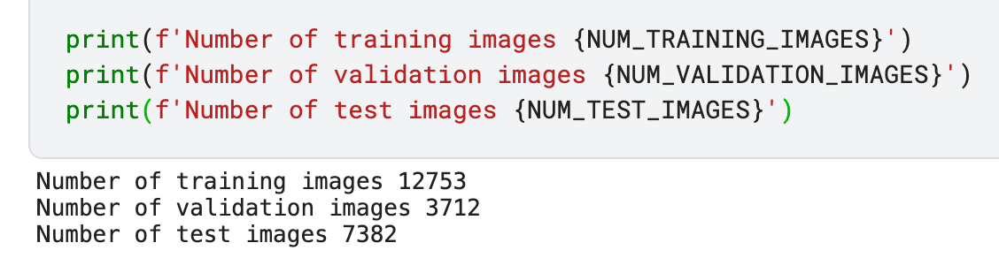 print(f'Number of training images {NUM_TRAINING_IMAGES}')
print(f'Number of validation images {NUM_VALIDATION_IMAGES}')
print(f'Number of test images {NUM_TEST_IMAGES}')
Number of training images 12753
Number of validation images 3712
Number of test images 7382